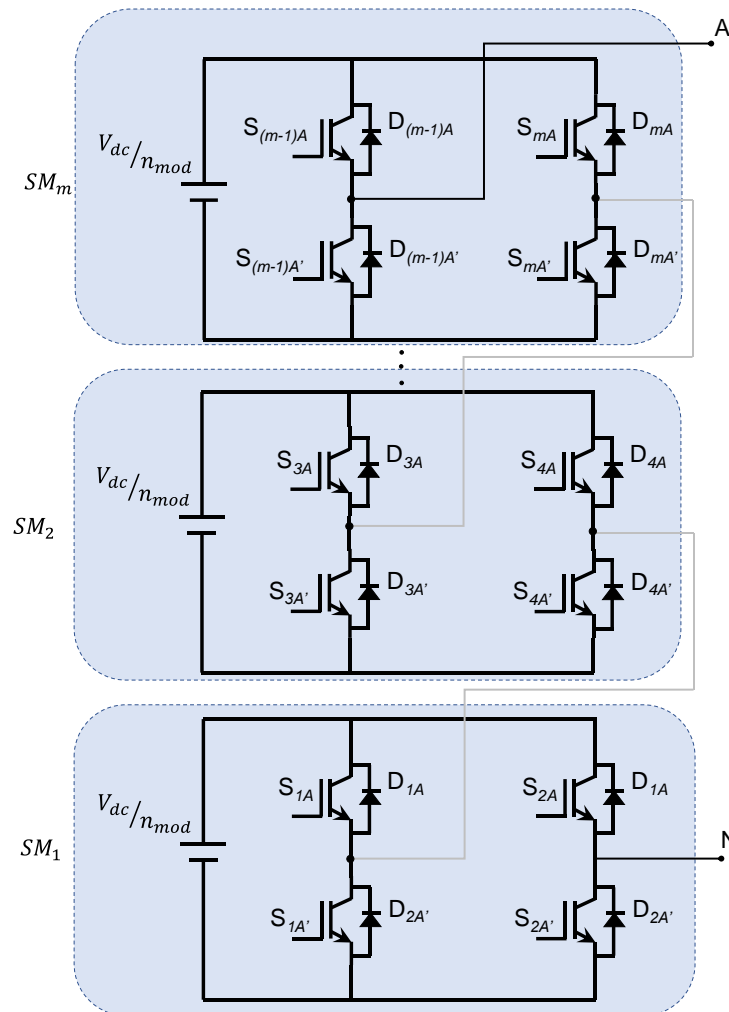 A
S(m-1)A D(m-1)A SmA DmA
Vdc/nmod
SMm
S(m-1)A' D(m-1)A' SmA' DmA'
S3A D3A S4A D4A
Vdc/nmod
SM2
S3A' D3A' S4A' D4A'
S1A D1A S2A D1A
Vdc/nmod
SM1
N
S1A' D2A' S2A' D2A'